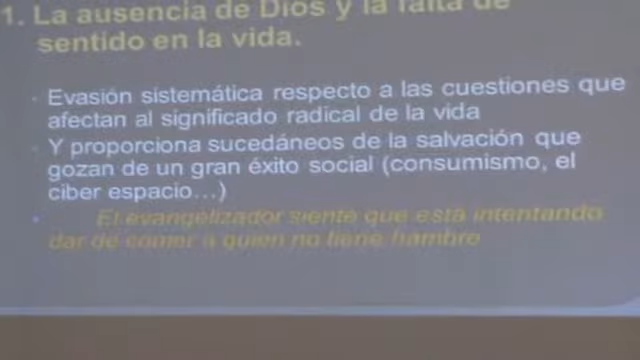 1. La ausencia de Dios y la falta de
sentido en la vida.
Evasión sistemática respecto a las cuestiones que
afectan al significado radical de la vida
Y proporciona sucedáneos de la salvación que
gozan de un gran éxito social (consumismo, el
ciber espacio...)
El evangelizador siente que está intentando
dar de comer a quien no tiene hambre